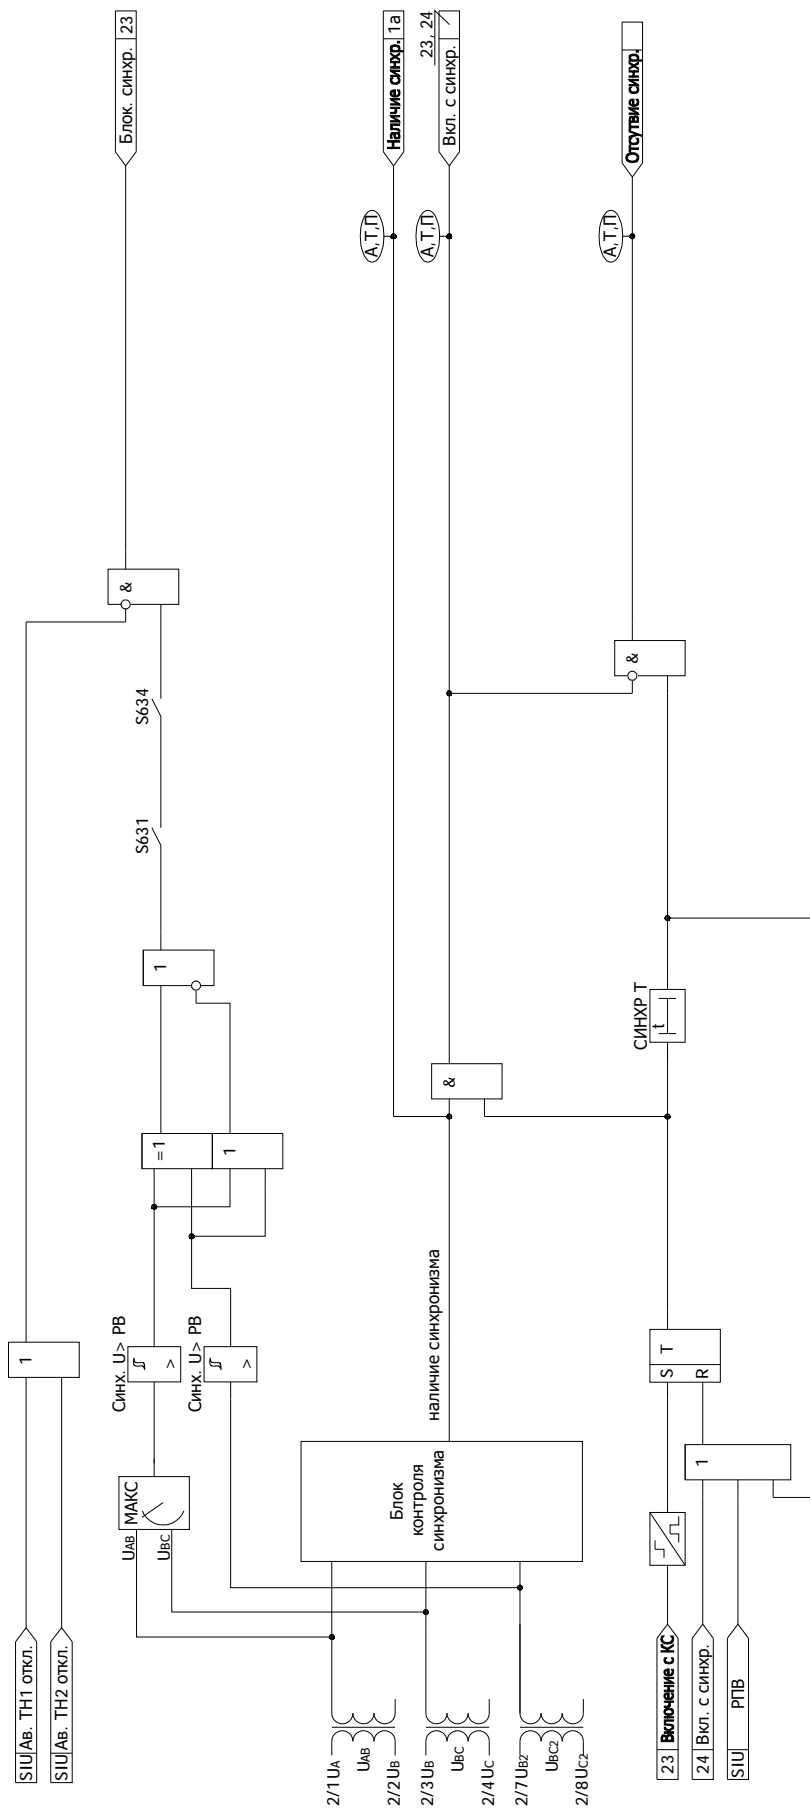 Блок. синхр. 23
Наличие синхр. 1а
23, 24
Вкл. с синхр.
Отсутвие синхр.
А,Т,П
А,Т,П
А,Т,П
&
S634
&
S631
1
СИНХР Т
t
&
=1
1
наличие синхронизма
1
Синх. U> РВ
>
Синх. U> РВ
>
S T
R
1
МАКС
UAB
UBC
Блок
контроля
синхронизма
SIU Ав. ТН1 откл.
SIU Ав. ТН2 откл.
2/1 UA
UAB
2/2 UB
2/3 UB
UBC
2/4 UC
2/7 UB2
UBC2
2/8 UC2
23 Включение с КС
24 Вкл. с синхр.
SIU РПВ